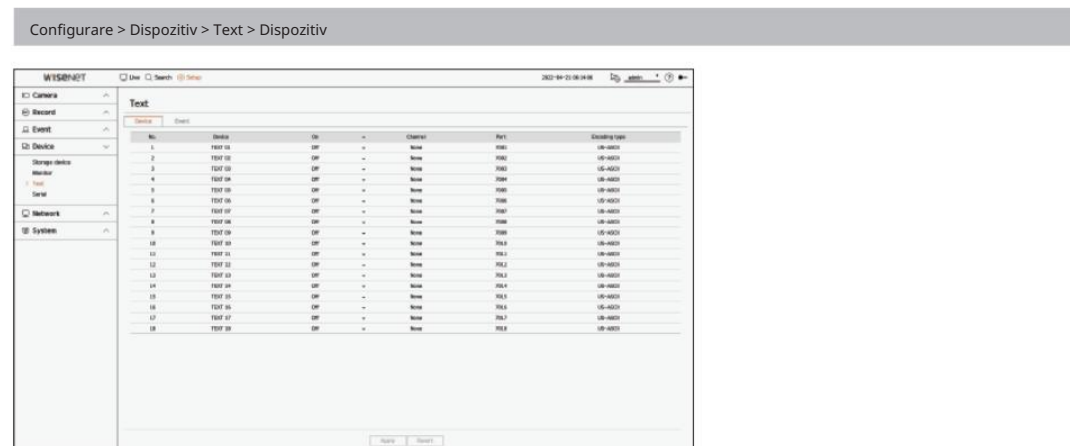 Configurare > Dispozitiv > Text > Dispozitiv
WISENET Live Search Setup 2022-04-21 08:14:08 admin
Camera
Record
Event
Device
Storage device
Monitor
Text
Serial
Network
System
Text
Device Event
No. Device On Channel Port Encoding type
1 TEXT 01 Off None 7001 US-ASCII
2 TEXT 02 Off None 7002 US-ASCII
3 TEXT 03 Off None 7003 US-ASCII
4 TEXT 04 Off None 7004 US-ASCII
5 TEXT 05 Off None 7005 US-ASCII
6 TEXT 06 Off None 7006 US-ASCII
7 TEXT 07 Off None 7007 US-ASCII
8 TEXT 08 Off None 7008 US-ASCII
9 TEXT 09 Off None 7009 US-ASCII
10 TEXT 10 Off None 7010 US-ASCII
11 TEXT 11 Off None 7011 US-ASCII
12 TEXT 12 Off None 7012 US-ASCII
13 TEXT 13 Off None 7013 US-ASCII
14 TEXT 14 Off None 7014 US-ASCII
15 TEXT 15 Off None 7015 US-ASCII
16 TEXT 16 Off None 7016 US-ASCII
17 TEXT 17 Off None 7017 US-ASCII
18 TEXT 18 Off None 7018 US-ASCII
Apply Revert